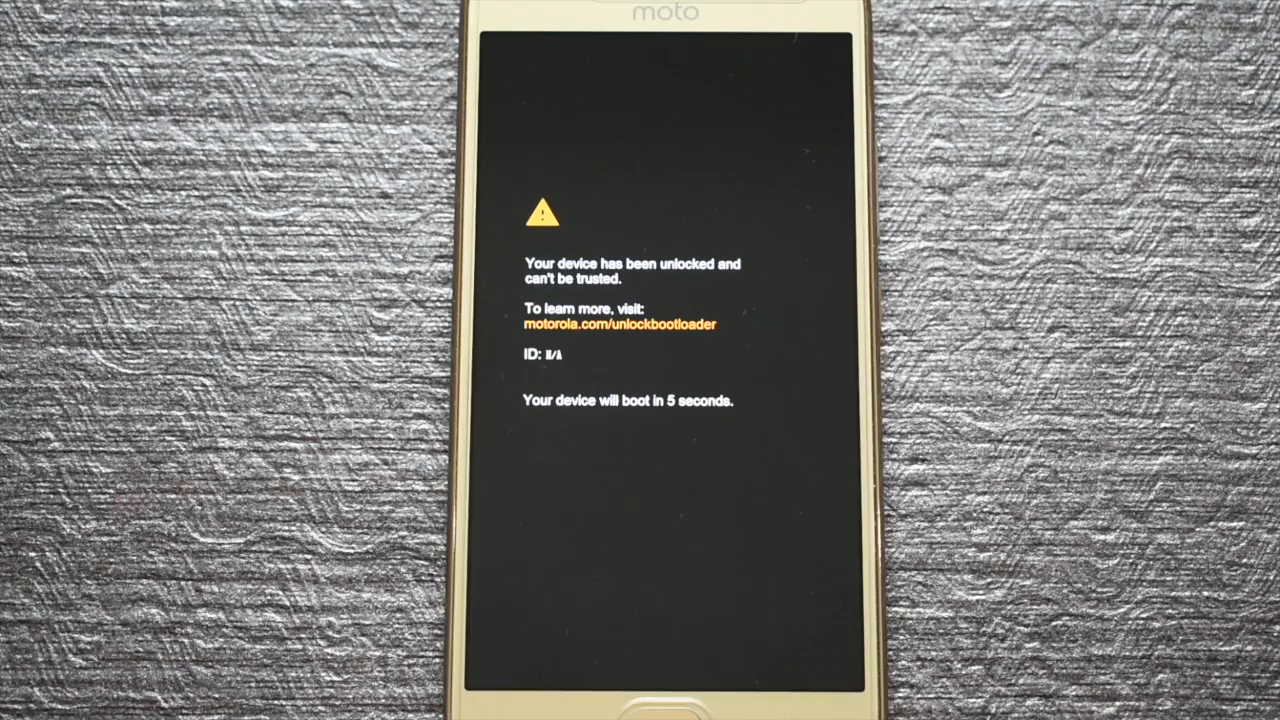 moto
Your device has been unlocked and
can't be trusted.
To learn more, visit:
motorola.com/unlockbootloader
ID: N/A
Your device will boot in 5 seconds.